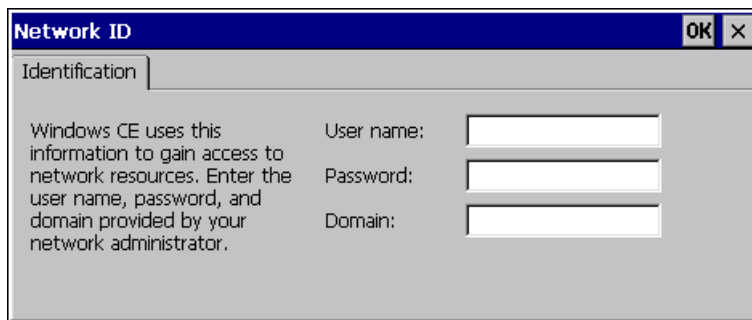 Network ID OK ×
Identification
Windows CE uses this
information to gain access to
network resources. Enter the
user name, password, and
domain provided by your
network administrator.
User name:
Password:
Domain: